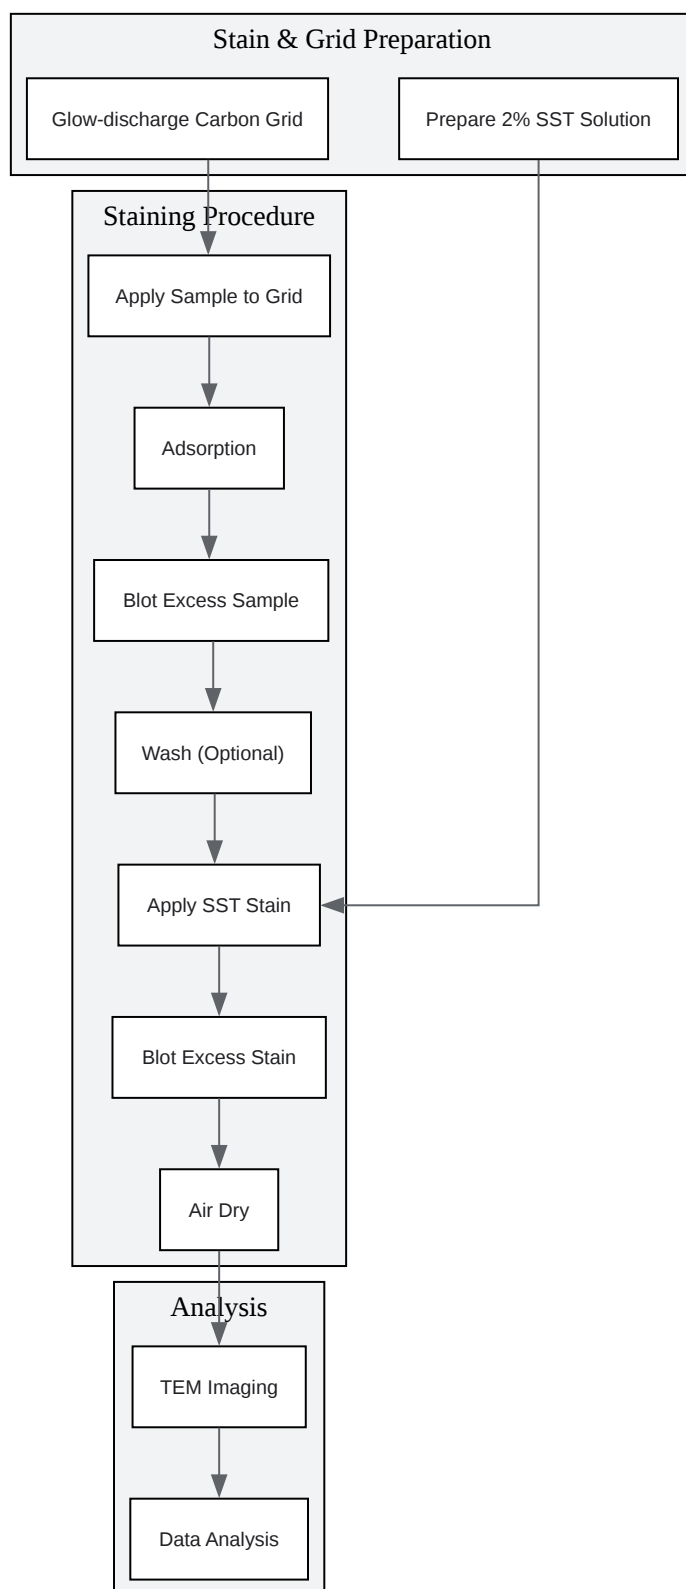 Stain & Grid Preparation
Glow-discharge Carbon Grid
Prepare 2% SST Solution
Staining Procedure
Apply Sample to Grid
Adsorption
Blot Excess Sample
Wash (Optional)
Apply SST Stain
Blot Excess Stain
Air Dry
Analysis
TEM Imaging
Data Analysis